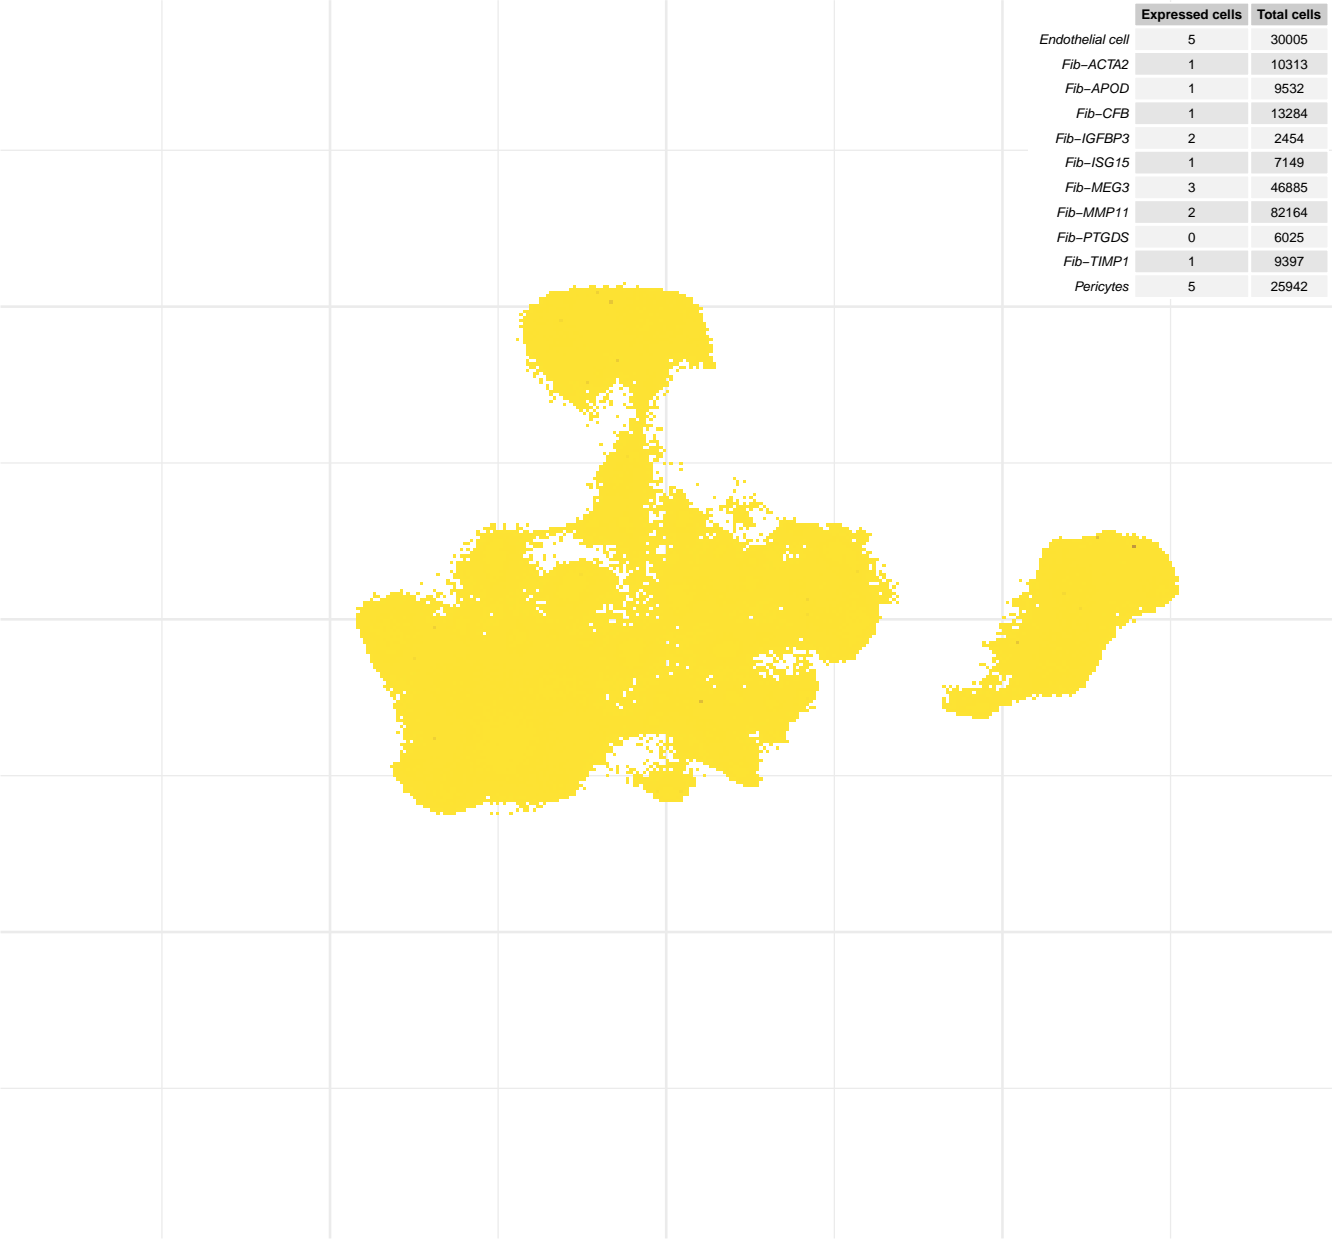 Expressed cells Total cells
Endothelial cell 5 30005
Fib−ACTA2 1 10313
Fib−APOD 1 9532
Fib−CFB 1 13284
Fib−IGFBP3 2 2454
Fib−ISG15 1 7149
Fib−MEG3 3 46885
Fib−MMP11 2 82164
Fib−PTGDS 0 6025
Fib−TIMP1 1 9397
Pericytes 5 25942